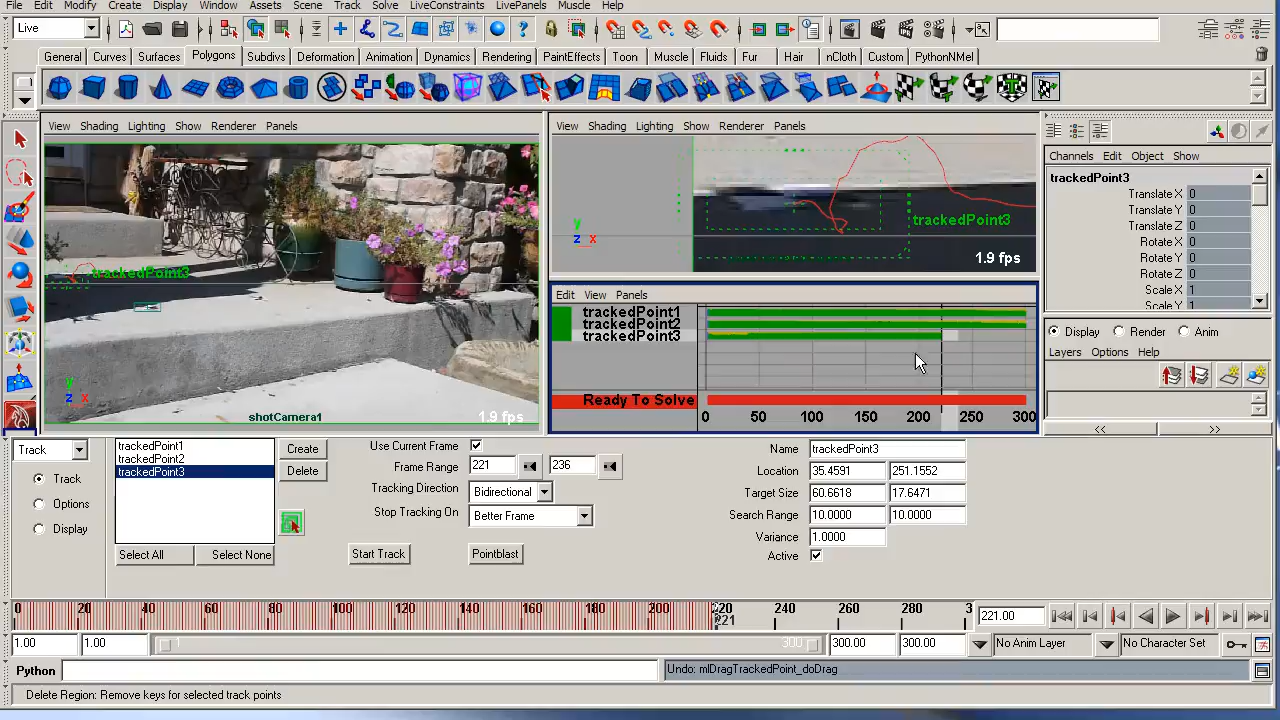 File Edit Modify Create Display Window Assets Scene Track Solve LiveConstraints LivePanels Muscle Help
Live
General Curves Surfaces Polygons Subdivs Deformation Animation Dynamics Rendering PaintEffects Toon Muscle Fluids Fur Hair nCloth Custom PythonNMel
View Shading Lighting Show Renderer Panels
trackedPoint3
y
z x
shotCamera1
1.9 fps
View Shading Lighting Show Renderer Panels
trackedPoint3
y
z x
1.9 fps
Edit View Panels
trackedPoint1
trackedPoint2
trackedPoint3
Ready To Solve
0 50 100 150 200 250 300
Channels Edit Object Show
trackedPoint3
Translate X 0
Translate Y 0
Translate Z 0
Rotate X 0
Rotate Y 0
Rotate Z 0
Scale X 1
Scale Y 1
Display Render Anim
Layers Options Help
<< >>
Track
Track
Options
Display
trackedPoint1
trackedPoint2
trackedPoint3
Select All Select None
Create
Delete
Use Current Frame
Frame Range 221 236
Tracking Direction Bidirectional
Stop Tracking On Better Frame
Start Track Pointblast
Name trackedPoint3
Location 35.4591 251.1552
Target Size 60.6618 17.6471
Search Range 10.0000 10.0000
Variance 1.0000
Active
0 20 40 60 80 100 120 140 160 180 200 220 240 260 280 3
221
221.00
1.00 1.00 1 300 300.00 300.00 No Anim Layer No Character Set
Python Undo: mlDragTrackedPoint_doDrag
Delete Region: Remove keys for selected track points